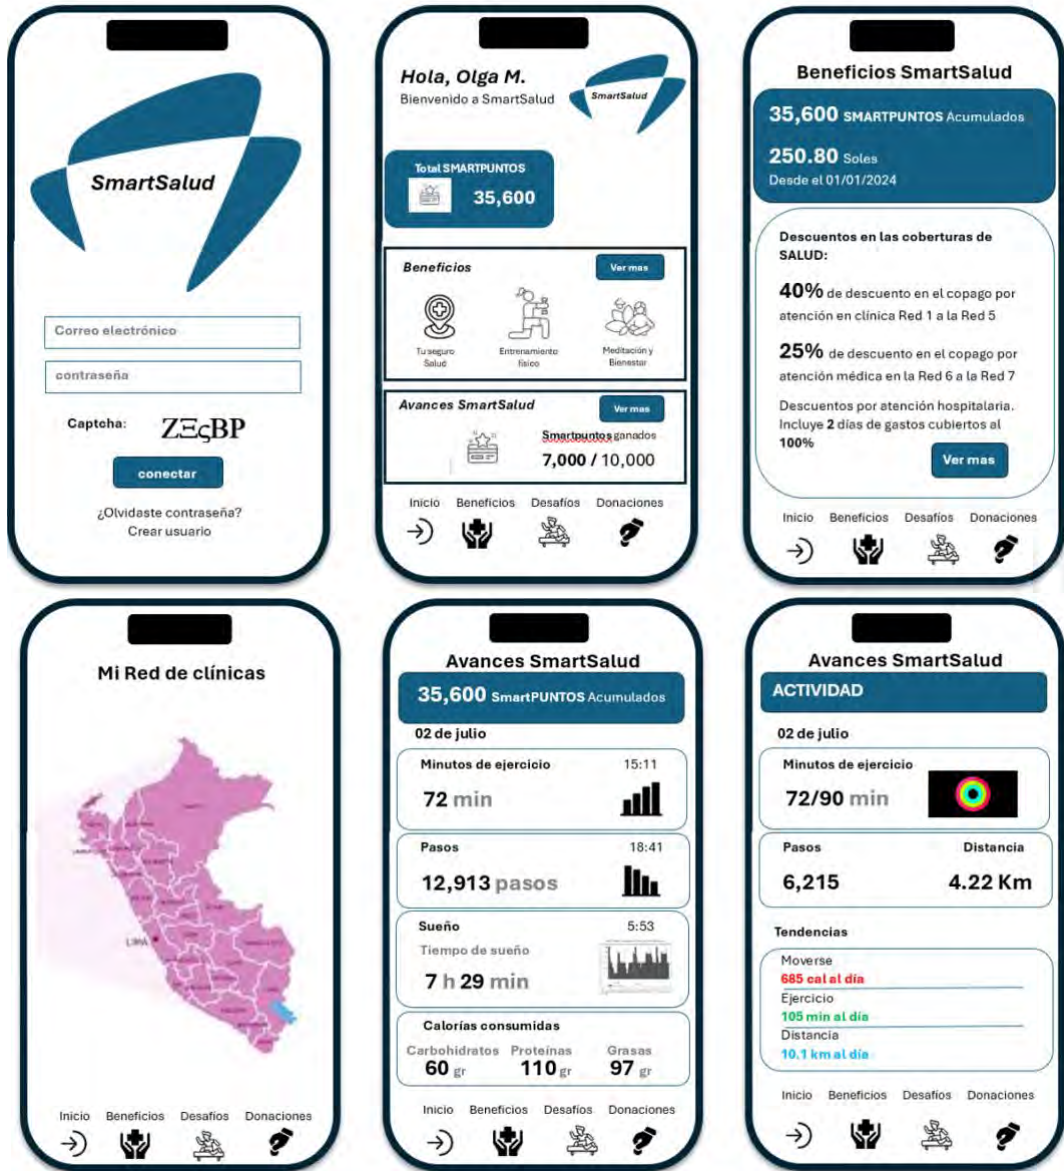 SmartSalud
Correo electrónico
contraseña
Captcha: ZΞςBP
conectar
¿Olvidaste contraseña?
Crear usuario
Hola, Olga M.
Bienvenido a SmartSalud
SmartSalud
Total SMARTPUNTOS
35,600
Beneficios
Ver mas
Tu seguro
Salud
Entrenamiento
físico
Meditación y
Bienestar
Avances SmartSalud
Ver mas
Smartpuntos ganados
7,000 / 10,000
Inicio Beneficios Desafíos Donaciones
Beneficios SmartSalud
35,600 SMARTPUNTOS Acumulados
250.80 Soles
Desde el 01/01/2024
Descuentos en las coberturas de
SALUD:
40% de descuento en el copago por
atención en clínica Red 1 a la Red 5
25% de descuento en el copago por
atención médica en la Red 6 a la Red 7
Descuentos por atención hospitalaria.
Incluye 2 días de gastos cubiertos al
100%
Ver mas
Inicio Beneficios Desafíos Donaciones
Mi Red de clínicas
LIMA
Inicio Beneficios Desafíos Donaciones
Avances SmartSalud
35,600 SmartPUNTOS Acumulados
02 de julio
Minutos de ejercicio 15:11
72 min
Pasos 18:41
12,913 pasos
Sueño 5:53
Tiempo de sueño
7 h 29 min
Calorías consumidas
Carbohidratos Proteínas Grasas
60 gr 110 gr 97 gr
Inicio Beneficios Desafíos Donaciones
Avances SmartSalud
ACTIVIDAD
02 de julio
Minutos de ejercicio
72/90 min
Pasos Distancia
6,215 4.22 Km
Tendencias
Moverse
685 cal al día
Ejercicio
105 min al día
Distancia
10.1 km al día
Inicio Beneficios Desafíos Donaciones